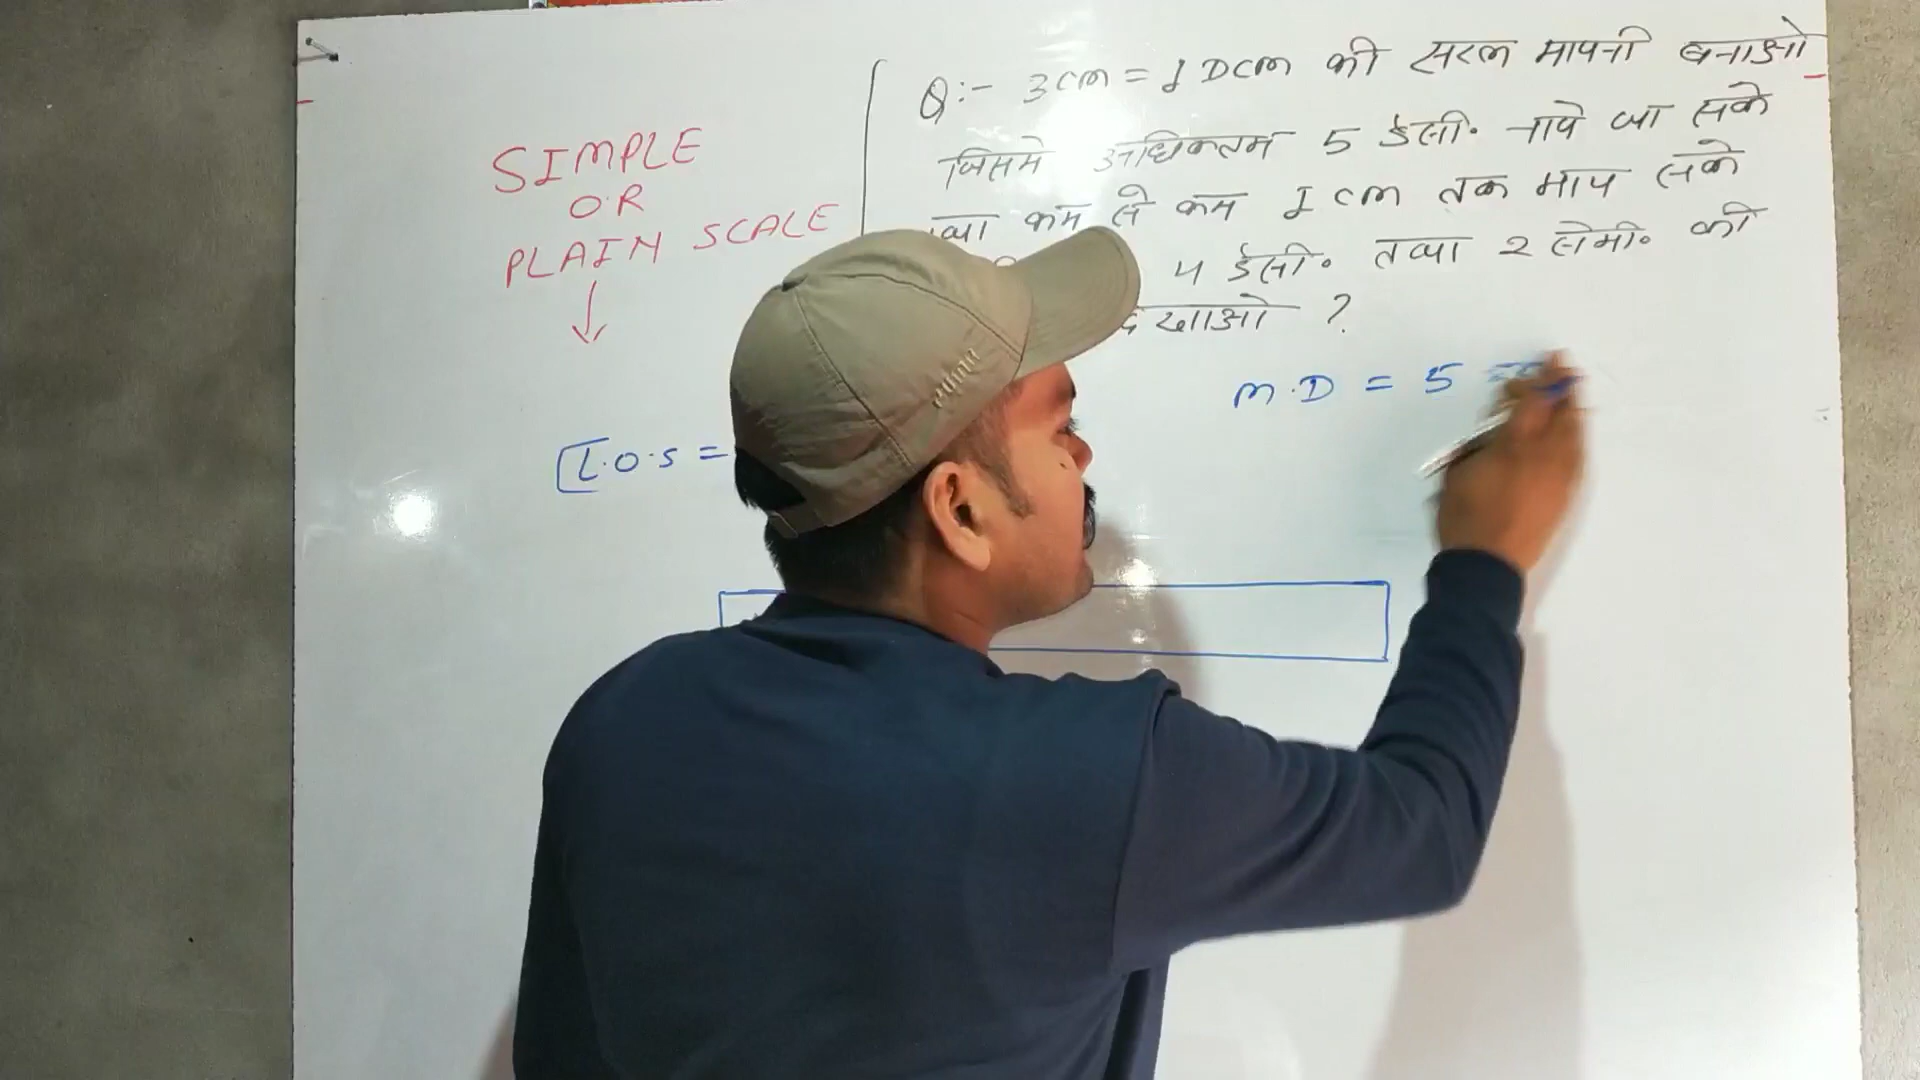 SIMPLE
OR
PLAIN SCALE
Q:- 3cm = 1 Dcm की सरल मापनी बनाओ
जिसमे अधिकतम 5 डेसी. नापे जा सके
कम से कम 1 cm तक माप सके
4 डेसी. तथा 2 सेमी. की
?
M.D = 5
L.O.S =